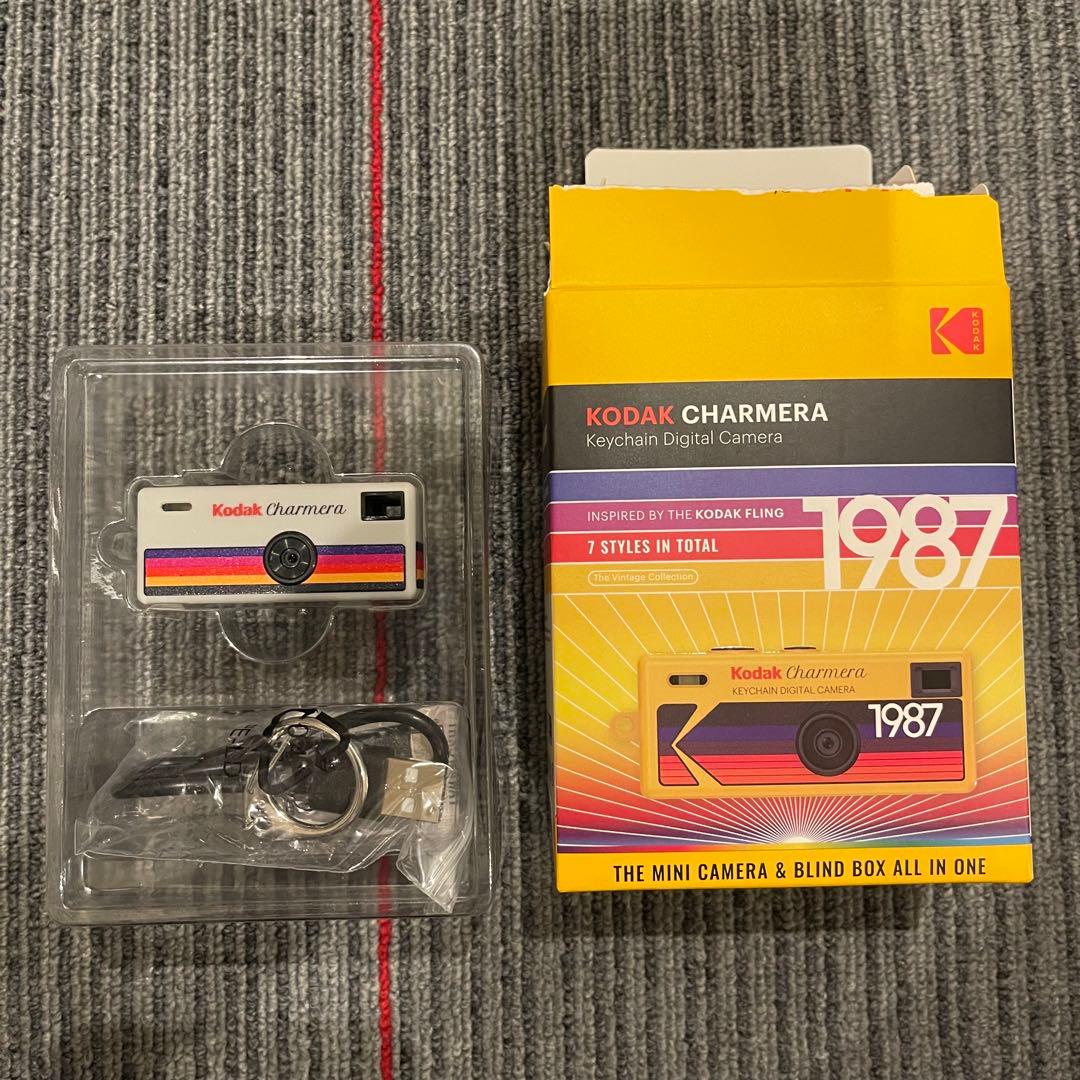 Kodak Charmera
KODAK
KODAK CHARMERA
Keychain Digital Camera
INSPIRED BY THE KODAK FLING
1987
7 STYLES IN TOTAL
The Vintage Collection
Kodak Charmera
KEYCHAIN DIGITAL CAMERA
1987
THE MINI CAMERA & BLIND BOX ALL IN ONE